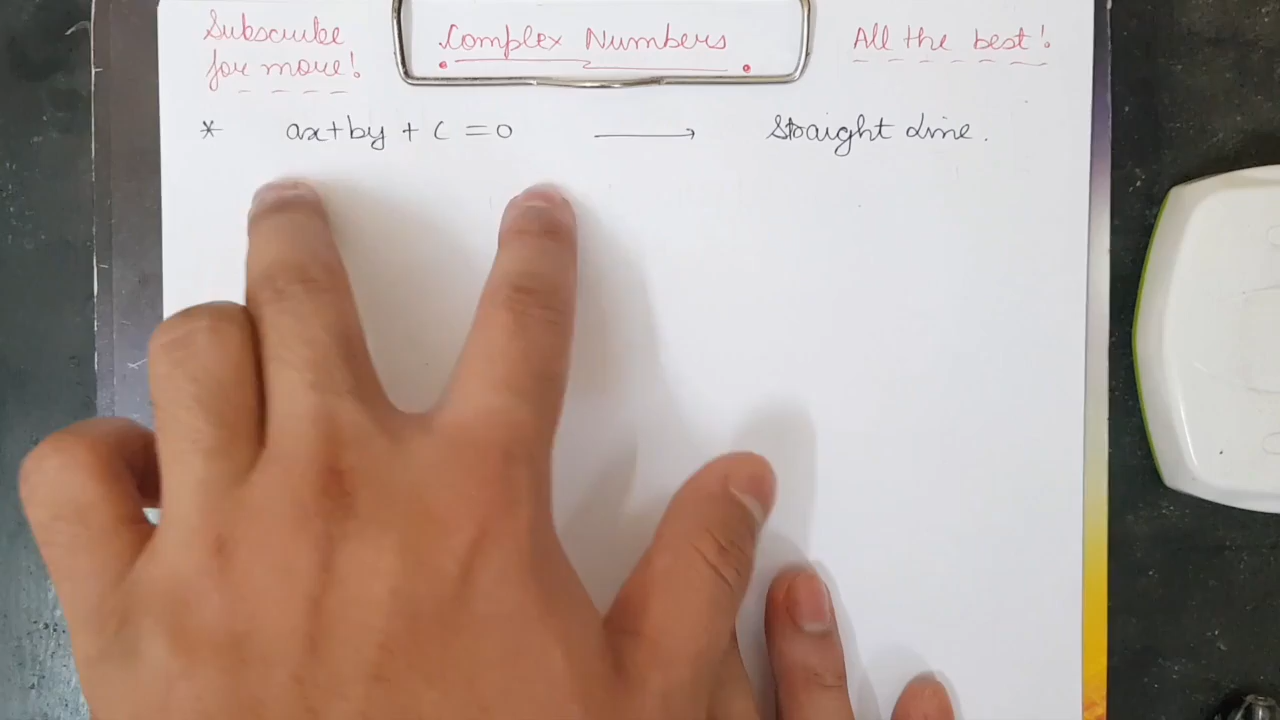 Subscribe
for more!
Complex Numbers
All the best!
* ax+by + c = 0 → Straight Line.